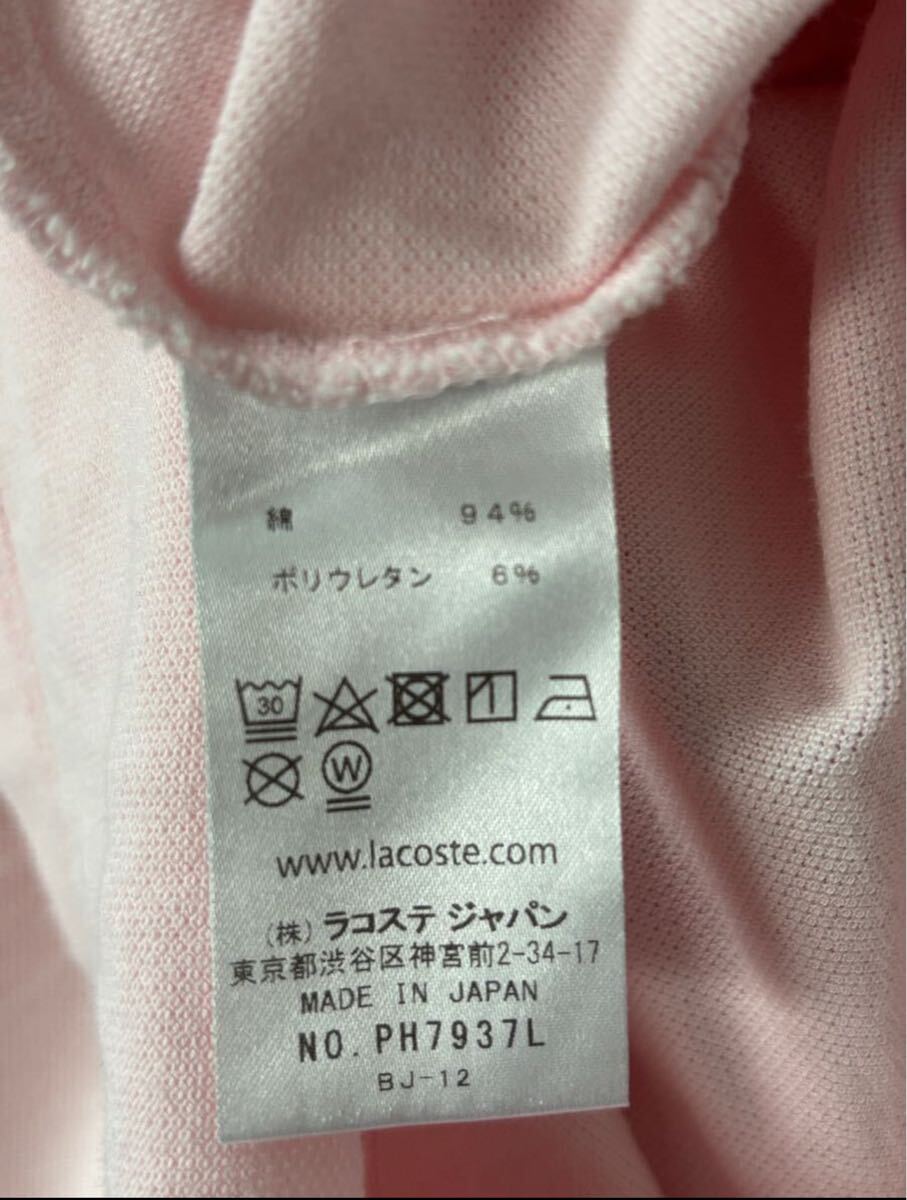 綿 94%
ポリウレタン 6%
30
W
www.lacoste.com
(株) ラコステ ジャパン
東京都渋谷区神宮前2-34-17
MADE IN JAPAN
NO. PH7937L
BJ-12